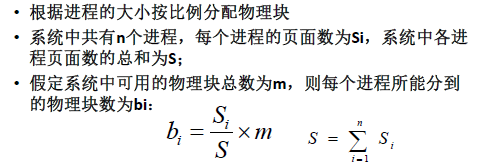 • 根据进程的大小按比例分配物理块
• 系统中共有n个进程，每个进程的页面数为Si，系统中各进
程页面数的总和为S；
• 假定系统中可用的物理块总数为m，则每个进程所能分到
的物理块数为bi：
b_i = S_i / S × m    S = ∑_{i=1}^{n} S_i